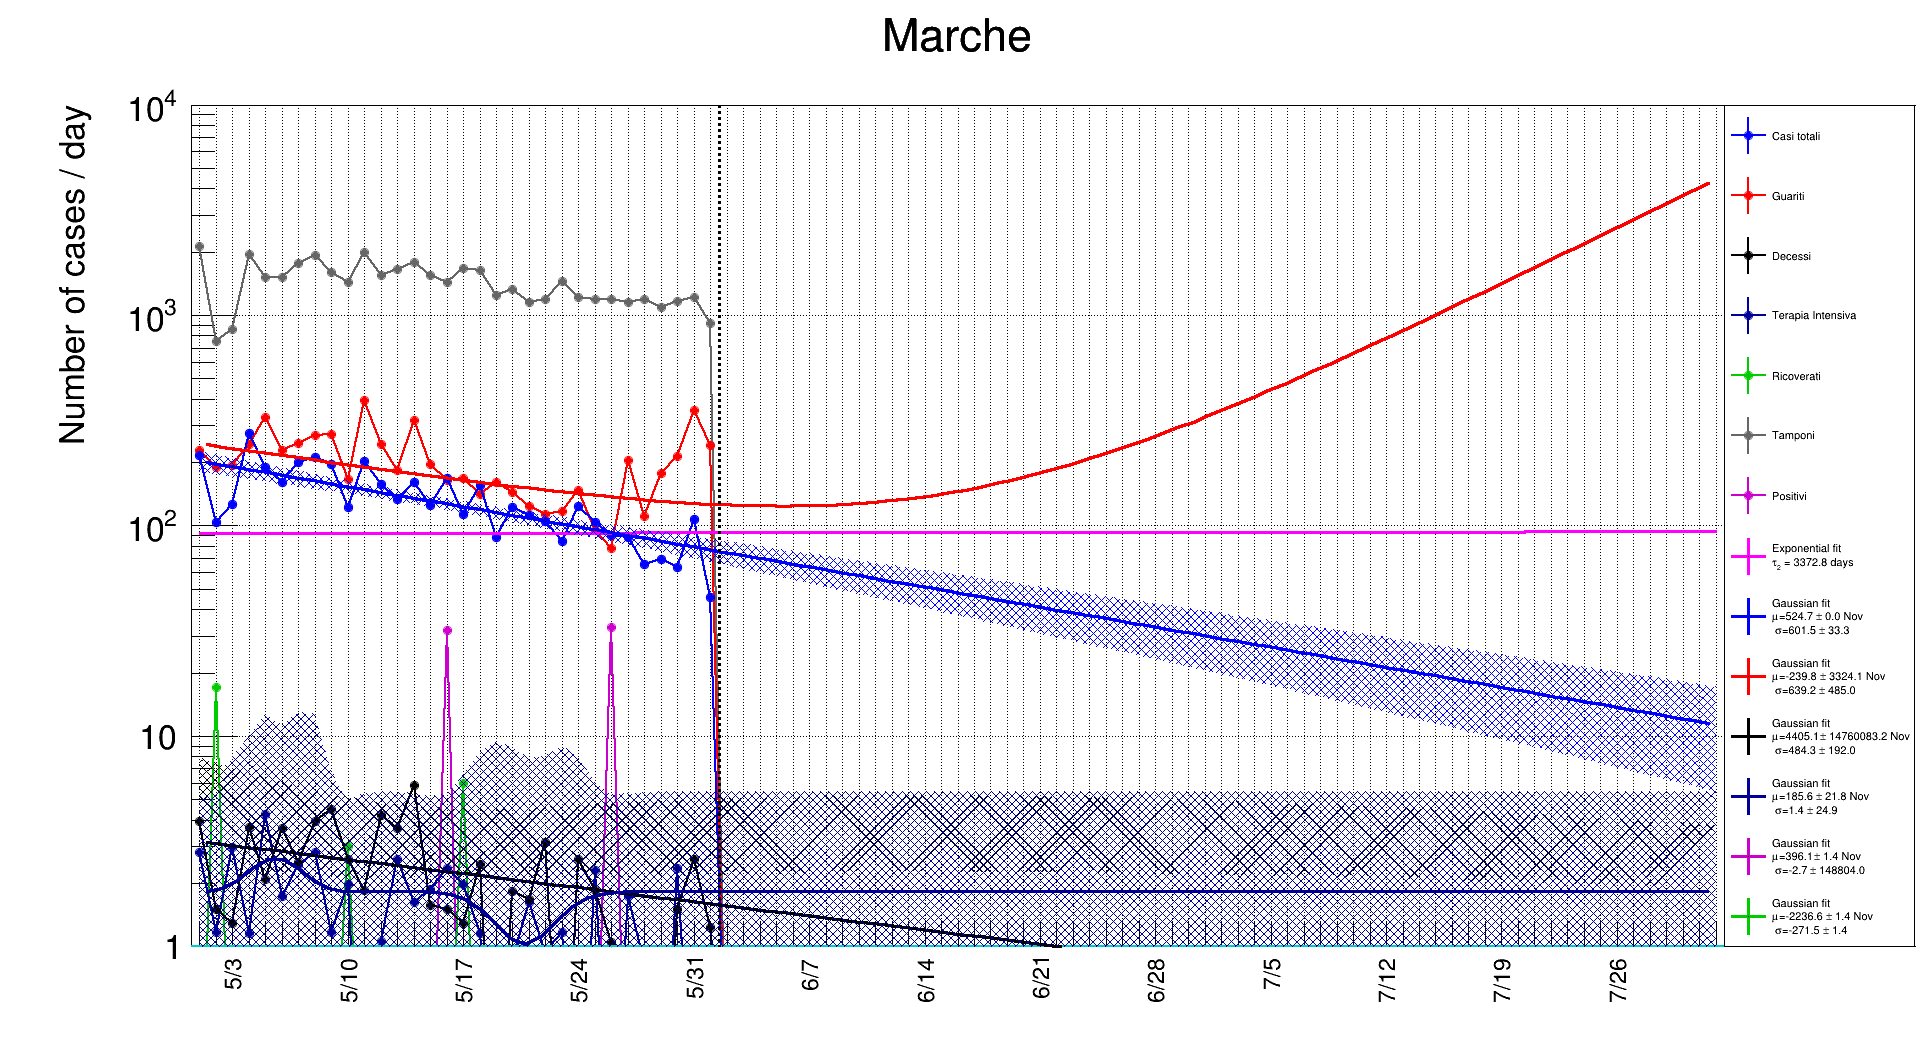 Marche
Number of cases / day
10^4
10^3
10^2
10
1
5/3
5/10
5/17
5/24
5/31
6/7
6/14
6/21
6/28
7/5
7/12
7/19
7/26
Casi totali
Guariti
Decessi
Terapia Intensiva
Ricoverati
Tamponi
Positivi
Exponential fit
τ₂ = 3372.8 days
Gaussian fit
μ=524.7 ± 0.0 Nov
σ=601.5 ± 33.3
Gaussian fit
μ=-239.8 ± 3324.1 Nov
σ=639.2 ± 485.0
Gaussian fit
μ=4405.1 ± 14760083.2 Nov
σ=484.3 ± 192.0
Gaussian fit
μ=185.6 ± 21.8 Nov
σ=1.4 ± 24.9
Gaussian fit
μ=396.1 ± 1.4 Nov
σ=-2.7 ± 148804.0
Gaussian fit
μ=-2236.6 ± 1.4 Nov
σ=-271.5 ± 1.4